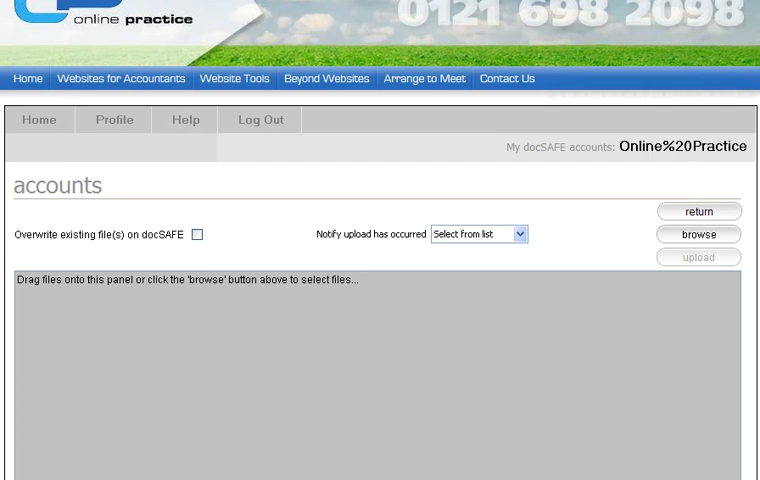 online practice
0121 698 2098
Home Websites for Accountants Website Tools Beyond Websites Arrange to Meet Contact Us
Home Profile Help Log Out
My docSAFE accounts: Online%20Practice
accounts
return
Overwrite existing file(s) on docSAFE Notify upload has occurred Select from list browse
upload
Drag files onto this panel or click the 'browse' button above to select files...